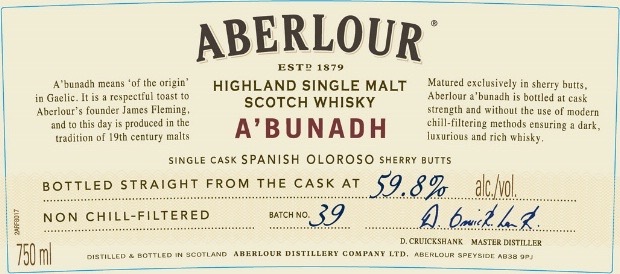 ABERLOUR®
ESTD 1879
A'bunadh means 'of the origin'
in Gaelic. It is a respectful toast to
Aberlour's founder James Fleming,
and to this day is produced in the
tradition of 19th century malts
HIGHLAND SINGLE MALT
SCOTCH WHISKY
A'BUNADH
Matured exclusively in sherry butts,
Aberlour a'bunadh is bottled at cask
strength and without the use of modern
chill-filtering methods ensuring a dark,
luxurious and rich whisky.
SINGLE CASK SPANISH OLOROSO SHERRY BUTTS
BOTTLED STRAIGHT FROM THE CASK AT 59.8% alc./vol.
NON CHILL-FILTERED BATCH NO. 39
D. CRUICKSHANK MASTER DISTILLER
750 ml
DISTILLED & BOTTLED IN SCOTLAND ABERLOUR DISTILLERY COMPANY LTD. ABERLOUR SPEYSIDE AB38 9PJ